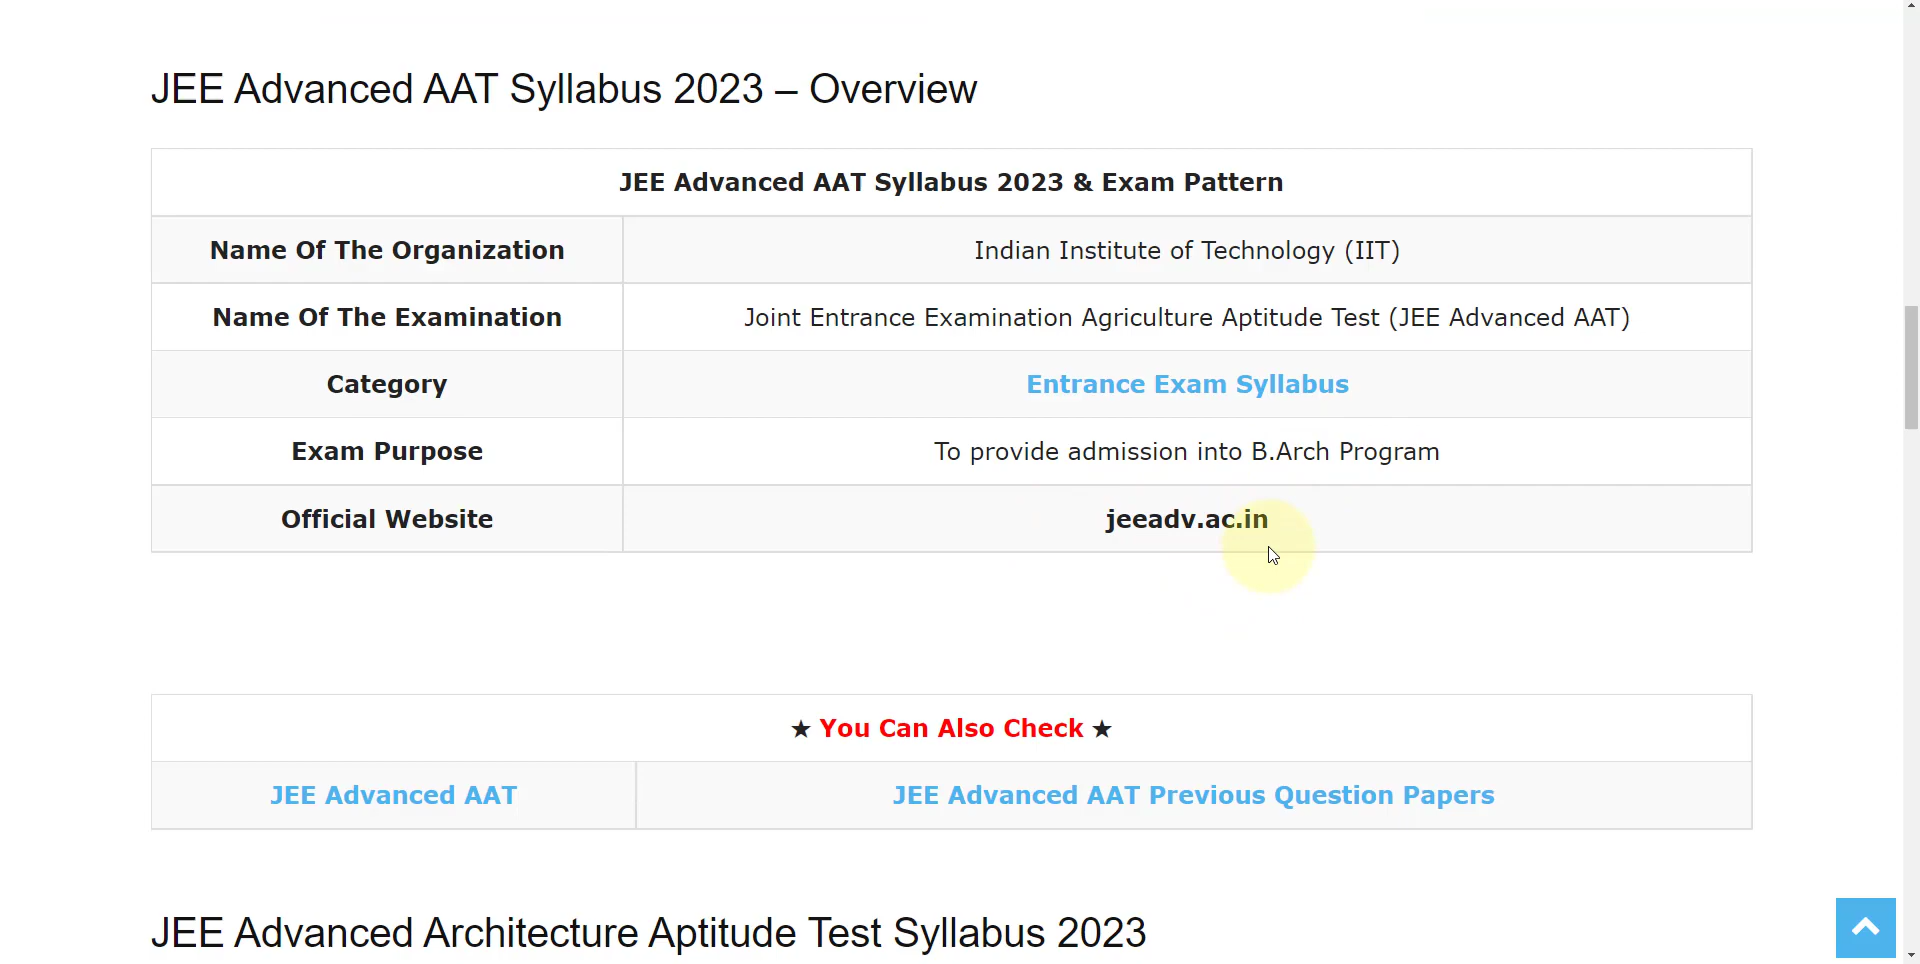 JEE Advanced AAT Syllabus 2023 – Overview
JEE Advanced AAT Syllabus 2023 & Exam Pattern
Name Of The Organization Indian Institute of Technology (IIT)
Name Of The Examination Joint Entrance Examination Agriculture Aptitude Test (JEE Advanced AAT)
Category Entrance Exam Syllabus
Exam Purpose To provide admission into B.Arch Program
Official Website jeeadv.ac.in
★ You Can Also Check ★
JEE Advanced AAT JEE Advanced AAT Previous Question Papers
JEE Advanced Architecture Aptitude Test Syllabus 2023